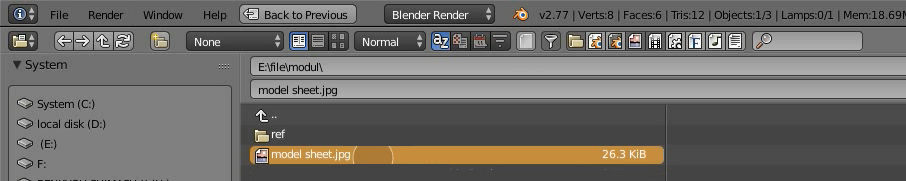 File Render Window Help Back to Previous Blender Render v2.77 | Verts:8 | Faces:6 | Tris:12 | Objects:1/3 | Lamps:0/1 | Mem:18.69
None Normal
System
E:\file\modul\
model sheet.jpg
System (C:)
local disk (D:)
(E:)
F:
..
ref
model sheet.jpg 26.3 KiB